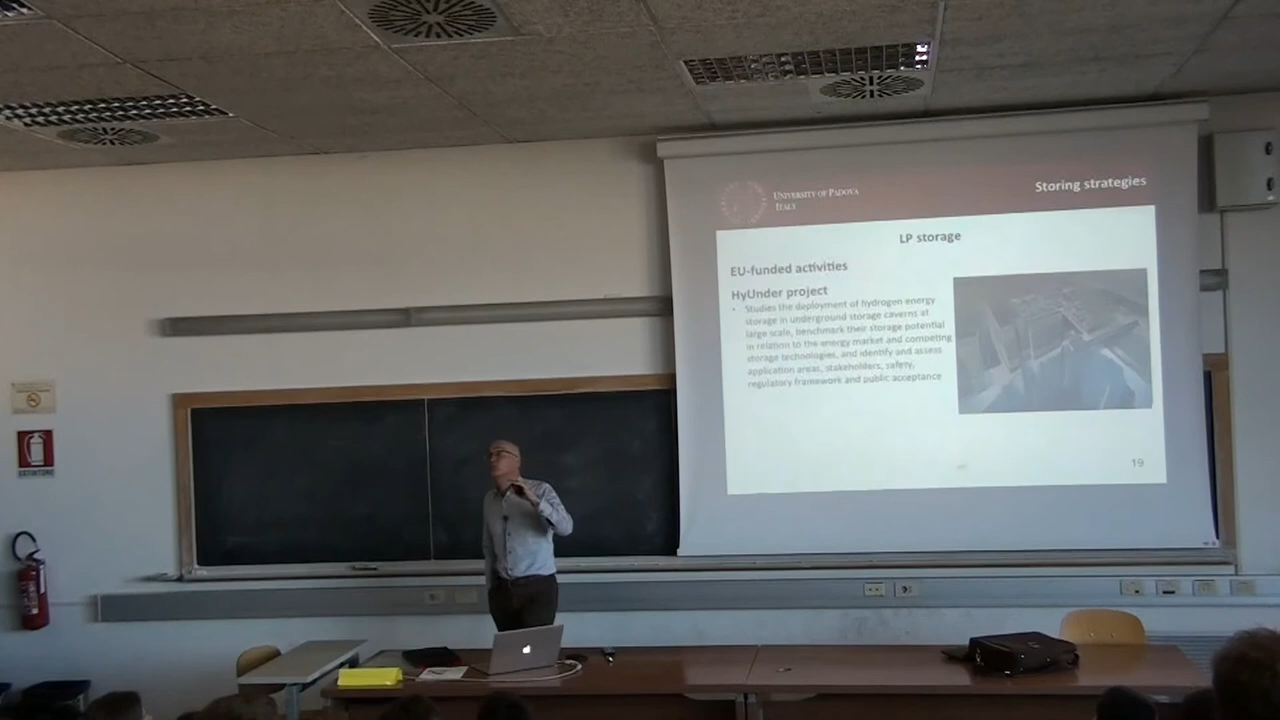 UNIVERSITY OF PADOVA
ITALY
Storing strategies
LP storage
EU-funded activities
HyUnder project
• Studies the deployment of hydrogen energy
storage in underground storage caverns at
large scale, benchmark their storage potential
in relation to the energy market and competing
storage technologies, and identify and assess
application areas, stakeholders, safety,
regulatory framework and public acceptance
19
ESTINTORE